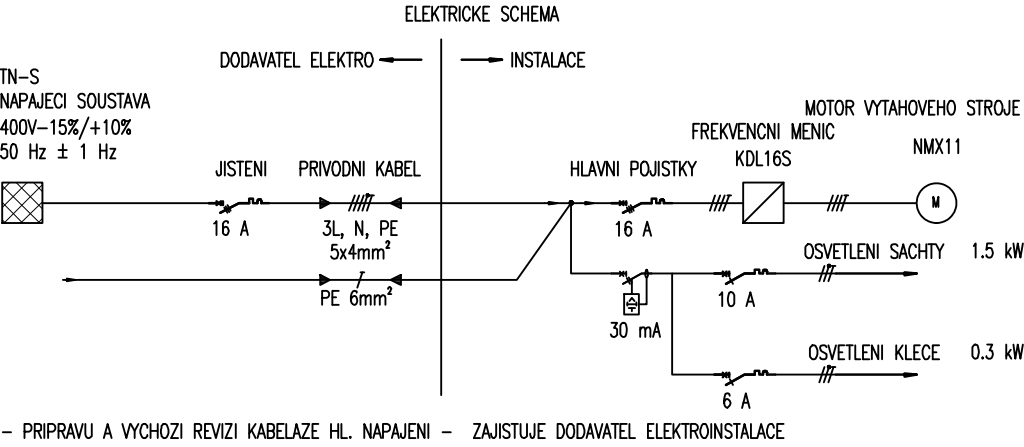 ELEKTRICKE SCHEMA
DODAVATEL ELEKTRO
INSTALACE
TN-S
NAPAJECI SOUSTAVA
400V-15%/+10%
50 Hz ± 1 Hz
JISTENI
16 A
PRIVODNI KABEL
3L, N, PE
5x4mm²
PE 6mm²
HLAVNI POJISTKY
16 A
FREKVENCNI MENIC
KDL16S
MOTOR VYTAHOVEHO STROJE
NMX11
M
30 mA
OSVETLENI SACHTY 1.5 kW
10 A
OSVETLENI KLECE 0.3 kW
6 A
- PRIPRAVU A VYCHOZI REVIZI KABELAZE HL. NAPAJENI - ZAJISTUJE DODAVATEL ELEKTROINSTALACE